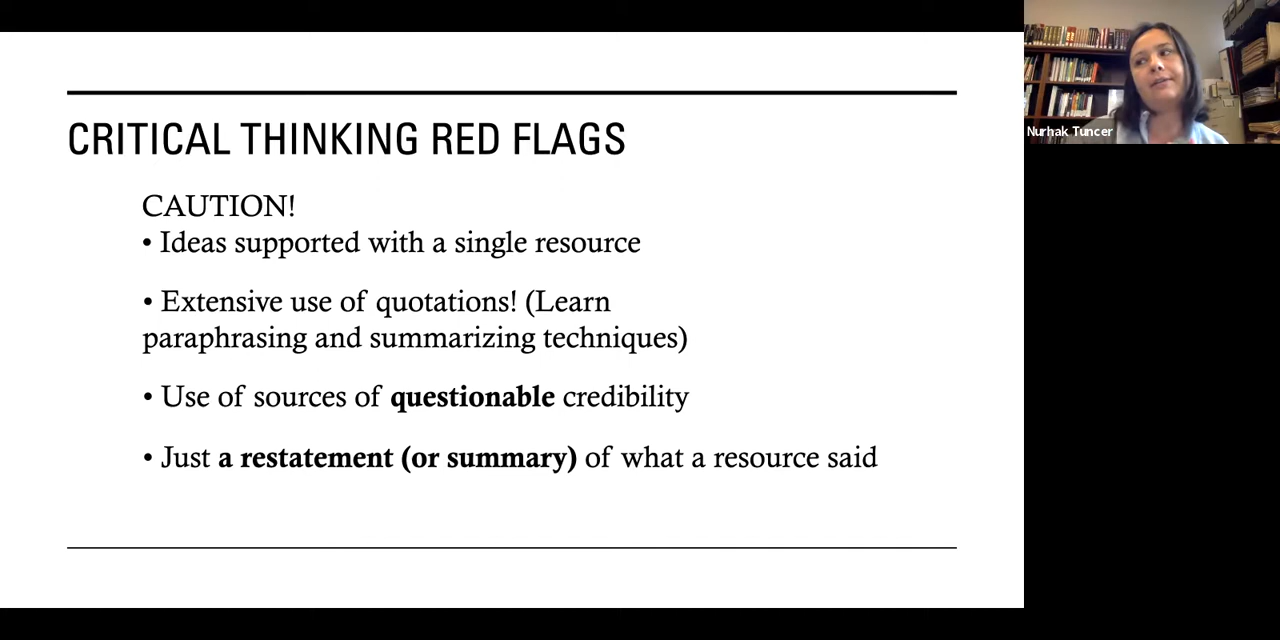 CRITICAL THINKING RED FLAGS
CAUTION!
• Ideas supported with a single resource
• Extensive use of quotations! (Learn
paraphrasing and summarizing techniques)
• Use of sources of questionable credibility
• Just a restatement (or summary) of what a resource said
Nurhak Tuncer